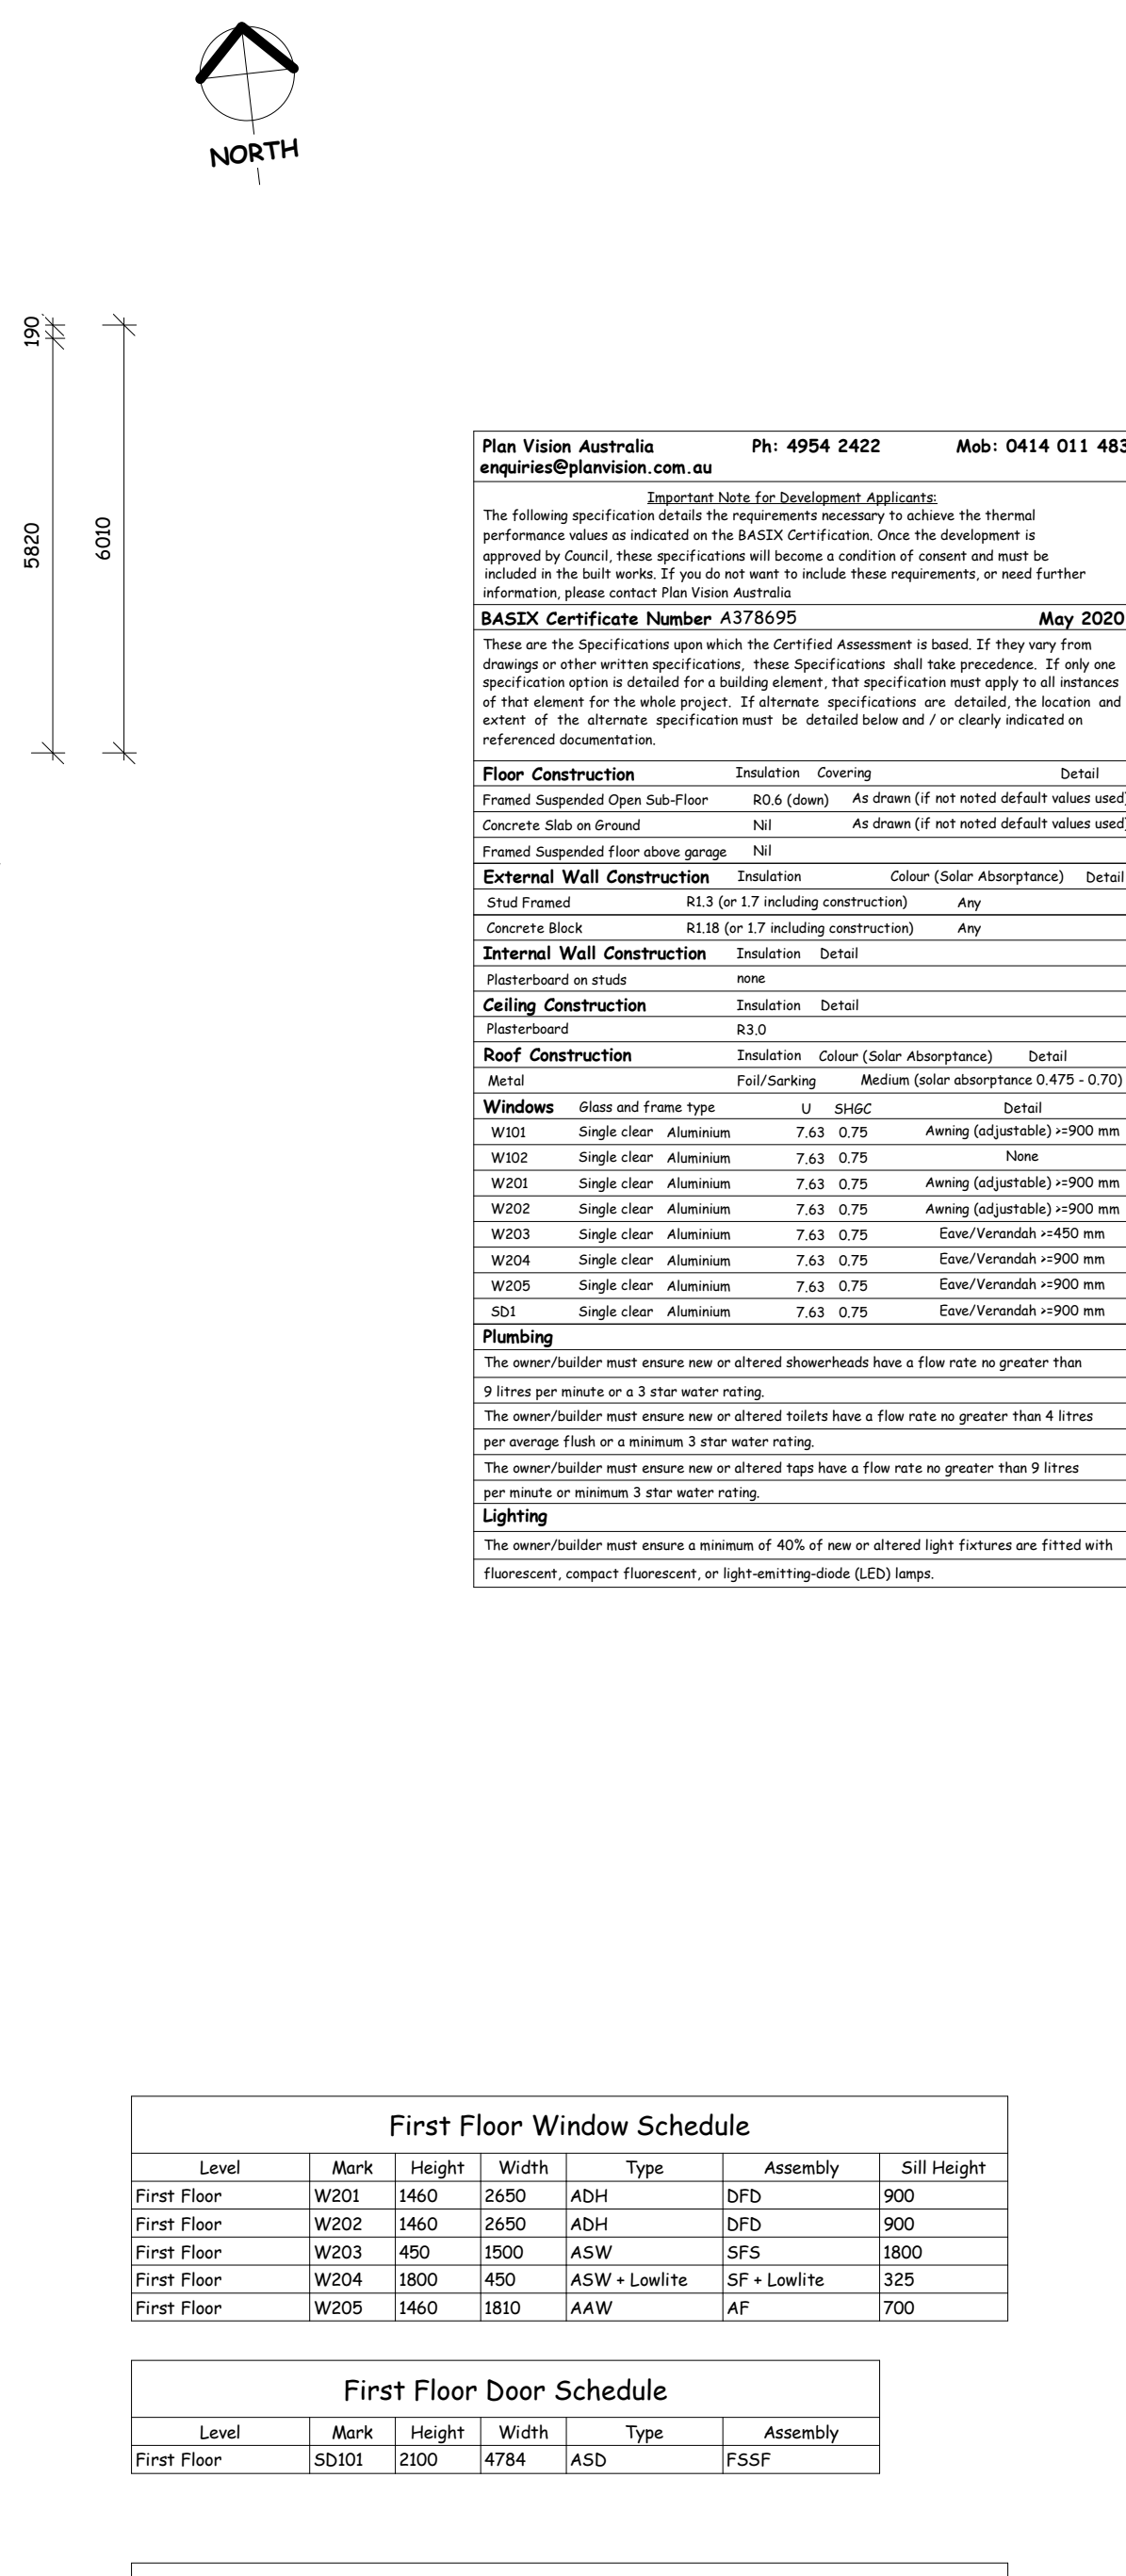 NORTH
190
5820
6010
Plan Vision Australia Ph: 4954 2422 Mob: 0414 011 483
enquiries@planvision.com.au
Important Note for Development Applicants:
The following specification details the requirements necessary to achieve the thermal
performance values as indicated on the BASIX Certification. Once the development is
approved by Council, these specifications will become a condition of consent and must be
included in the built works. If you do not want to include these requirements, or need further
information, please contact Plan Vision Australia
BASIX Certificate Number A378695 May 2020
These are the Specifications upon which the Certified Assessment is based. If they vary from
drawings or other written specifications, these Specifications shall take precedence. If only one
specification option is detailed for a building element, that specification must apply to all instances
of that element for the whole project. If alternate specifications are detailed, the location and
extent of the alternate specification must be detailed below and / or clearly indicated on
referenced documentation.
Floor Construction Insulation Covering Detail
Framed Suspended Open Sub-Floor R0.6 (down) As drawn (if not noted default values used)
Concrete Slab on Ground Nil As drawn (if not noted default values used)
Framed Suspended floor above garage Nil
External Wall Construction Insulation Colour (Solar Absorptance) Detail
Stud Framed R1.3 (or 1.7 including construction) Any
Concrete Block R1.18 (or 1.7 including construction) Any
Internal Wall Construction Insulation Detail
Plasterboard on studs none
Ceiling Construction Insulation Detail
Plasterboard R3.0
Roof Construction Insulation Colour (Solar Absorptance) Detail
Metal Foil/Sarking Medium (solar absorptance 0.475 - 0.70)
Windows Glass and frame type U SHGC Detail
W101 Single clear Aluminium 7.63 0.75 Awning (adjustable) >=900 mm
W102 Single clear Aluminium 7.63 0.75 None
W201 Single clear Aluminium 7.63 0.75 Awning (adjustable) >=900 mm
W202 Single clear Aluminium 7.63 0.75 Awning (adjustable) >=900 mm
W203 Single clear Aluminium 7.63 0.75 Eave/Verandah >=450 mm
W204 Single clear Aluminium 7.63 0.75 Eave/Verandah >=900 mm
W205 Single clear Aluminium 7.63 0.75 Eave/Verandah >=900 mm
SD1 Single clear Aluminium 7.63 0.75 Eave/Verandah >=900 mm
Plumbing
The owner/builder must ensure new or altered showerheads have a flow rate no greater than
9 litres per minute or a 3 star water rating.
The owner/builder must ensure new or altered toilets have a flow rate no greater than 4 litres
per average flush or a minimum 3 star water rating.
The owner/builder must ensure new or altered taps have a flow rate no greater than 9 litres
per minute or minimum 3 star water rating.
Lighting
The owner/builder must ensure a minimum of 40% of new or altered light fixtures are fitted with
fluorescent, compact fluorescent, or light-emitting-diode (LED) lamps.
First Floor Window Schedule
Level Mark Height Width Type Assembly Sill Height
First Floor W201 1460 2650 ADH DFD 900
First Floor W202 1460 2650 ADH DFD 900
First Floor W203 450 1500 ASW SFS 1800
First Floor W204 1800 450 ASW + Lowlite SF + Lowlite 325
First Floor W205 1460 1810 AAW AF 700
First Floor Door Schedule
Level Mark Height Width Type Assembly
First Floor SD101 2100 4784 ASD FSSF